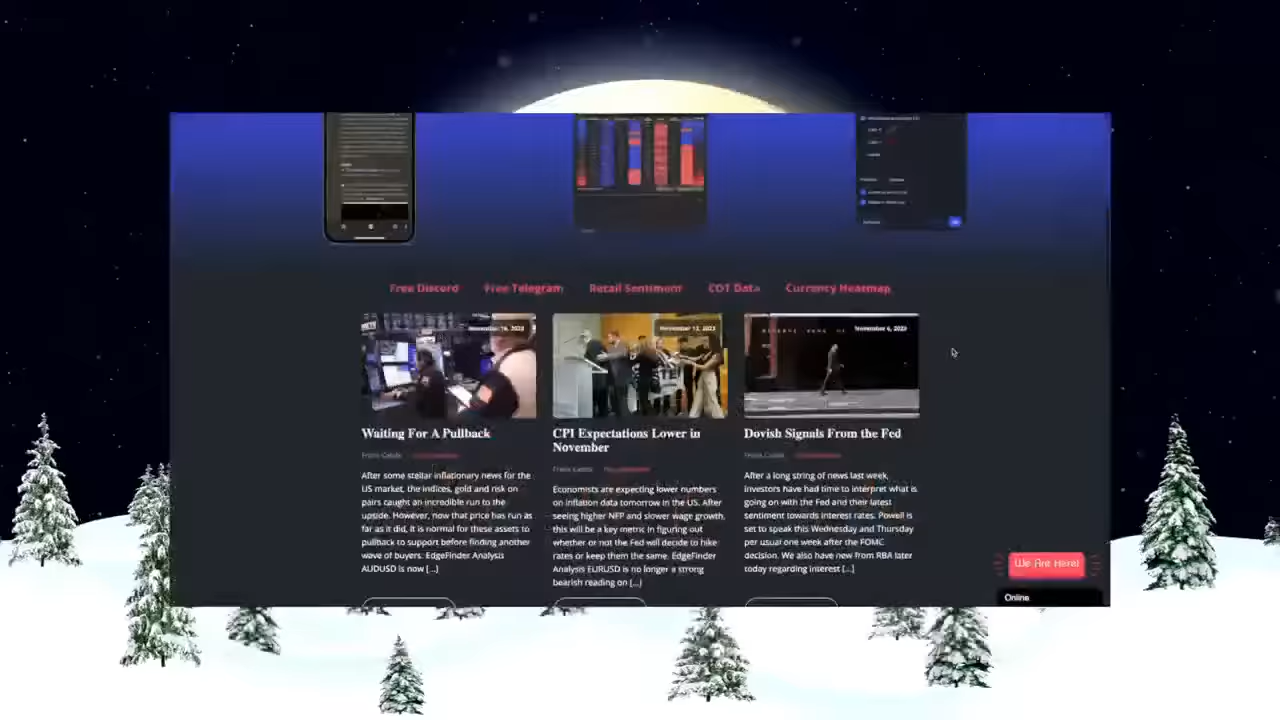 Free Discord Free Telegram Retail Sentiment COT Data Currency Heatmap
November 16, 2023
November 13, 2023
November 6, 2023
Waiting For A Pullback
After some stellar inflationary news for the
US market, the indices, gold and risk on
pairs caught an incredible run to the
upside. However, now that price has run as
far as it did, it is normal for these assets to
pullback to support before finding another
wave of buyers. EdgeFinder Analysis
AUDUSD is now [...]
CPI Expectations Lower in
November
Economists are expecting lower numbers
on inflation data tomorrow in the US. After
seeing higher NFP and slower wage growth,
this will be a key metric in figuring out
whether or not the Fed will decide to hike
rates or keep them the same. EdgeFinder
Analysis EURUSD is no longer a strong
bearish reading on [...]
Dovish Signals From the Fed
After a long string of news last week,
investors have had time to interpret what is
going on with the Fed and their latest
sentiment towards interest rates. Powell is
set to speak this Wednesday and Thursday
per usual one week after the FOMC
decision. We also have new from RBA later
today regarding interest [...]
We Are Here!
Online